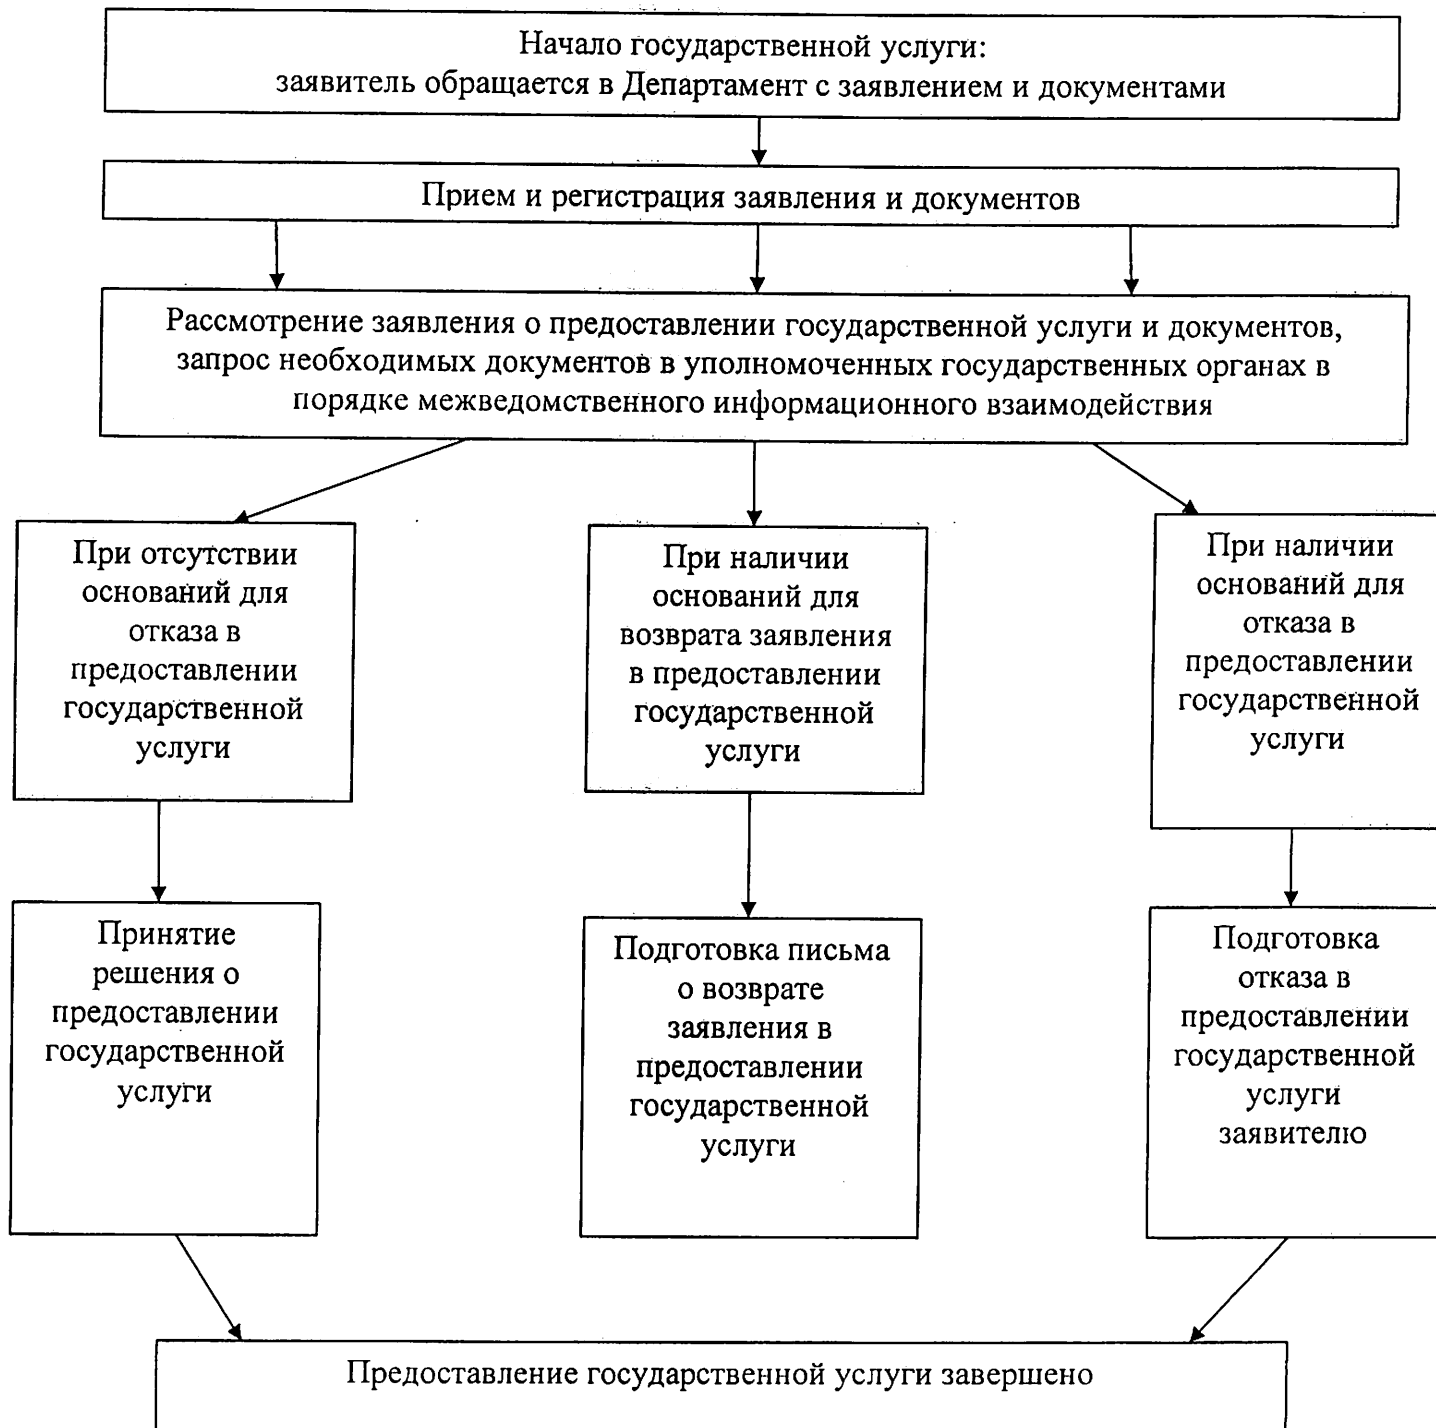 Начало государственной услуги:
заявитель обращается в Департамент с заявлением и документами
Прием и регистрация заявления и документов
Рассмотрение заявления о предоставлении государственной услуги и документов,
запрос необходимых документов в уполномоченных государственных органах в
порядке межведомственного информационного взаимодействия
При отсутствии
оснований для
отказа в
предоставлении
государственной
услуги
При наличии
оснований для
возврата заявления
в предоставлении
государственной
услуги
При наличии
оснований для
отказа в
предоставлении
государственной
услуги
Принятие
решения о
предоставлении
государственной
услуги
Подготовка письма
о возврате
заявления в
предоставлении
государственной
услуги
Подготовка
отказа в
предоставлении
государственной
услуги
заявителю
Предоставление государственной услуги завершено